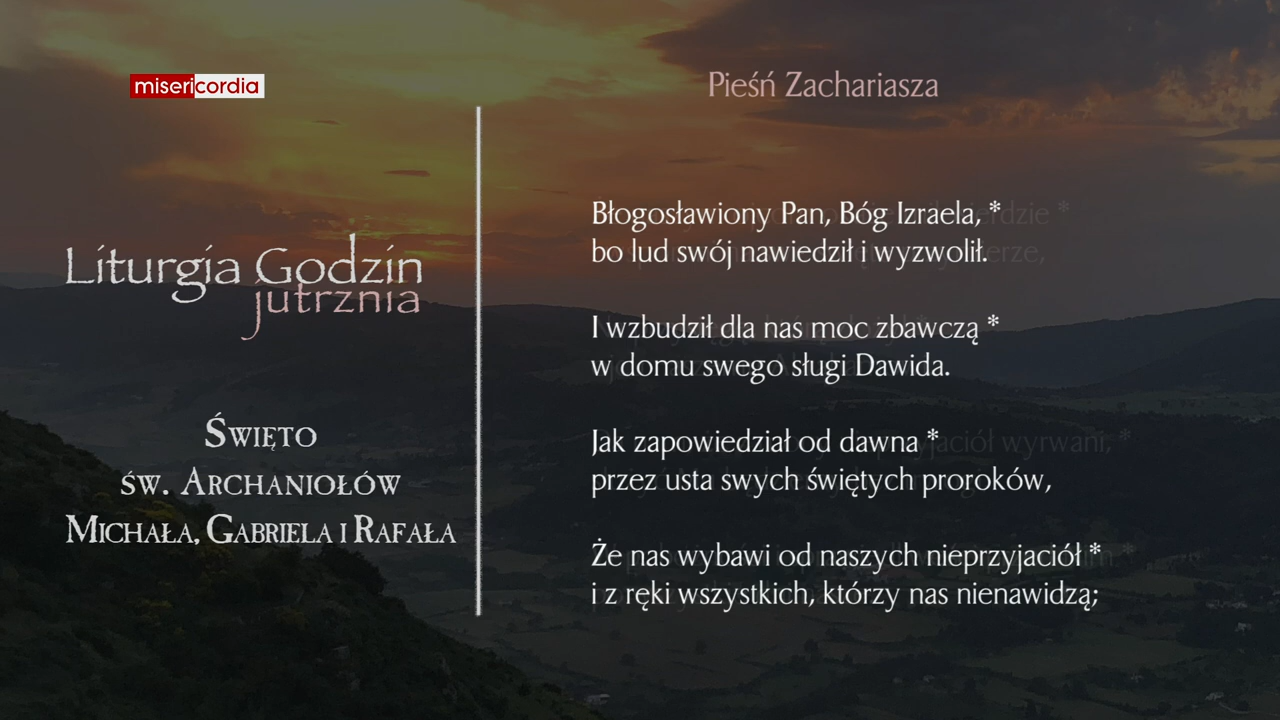 misericordia
Liturgia Godzin
jutrznia
Święto
św. Archaniołów
Michała, Gabriela i Rafała
Pieśń Zachariasza
Błogosławiony Pan, Bóg Izraela, *
bo lud swój nawiedził i wyzwolił.
I wzbudził dla nas moc zbawczą *
w domu swego sługi Dawida.
Jak zapowiedział od dawna *
przez usta swych świętych proroków,
Że nas wybawi od naszych nieprzyjaciół *
i z ręki wszystkich, którzy nas nienawidzą;